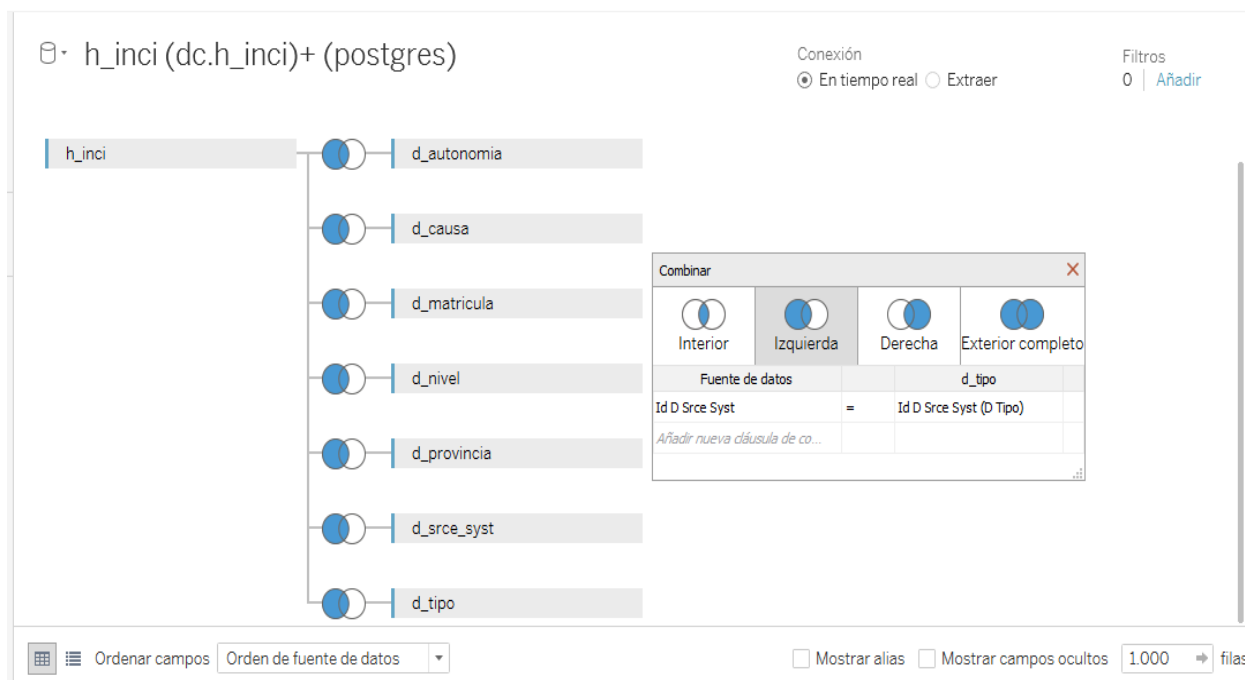 h_inci (dc.h_inci)+ (postgres)
Conexión
En tiempo real Extraer
Filtros
0 Añadir
h_inci
d_autonomia
d_causa
d_matricula
d_nivel
d_provincia
d_srce_syst
d_tipo
Combinar
Interior Izquierda Derecha Exterior completo
Fuente de datos d_tipo
Id D Srce Syst = Id D Srce Syst (D Tipo)
Añadir nueva cláusula de co...
Ordenar campos Orden de fuente de datos Mostrar alias Mostrar campos ocultos 1.000 filas